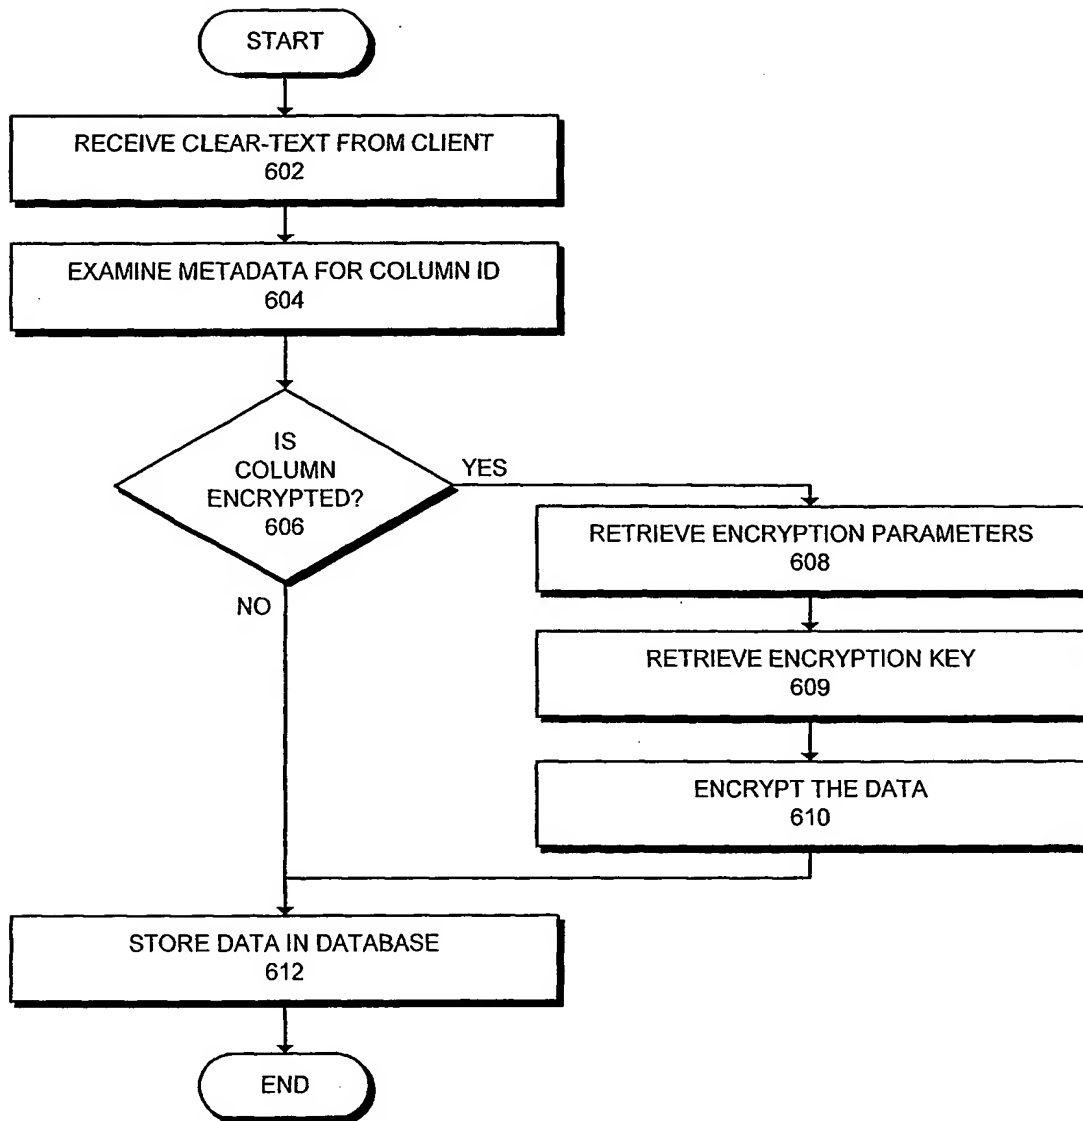 START
RECEIVE CLEAR-TEXT FROM CLIENT
602
EXAMINE METADATA FOR COLUMN ID
604
IS
COLUMN
ENCRYPTED?
606
YES
NO
RETRIEVE ENCRYPTION PARAMETERS
608
RETRIEVE ENCRYPTION KEY
609
ENCRYPT THE DATA
610
STORE DATA IN DATABASE
612
END